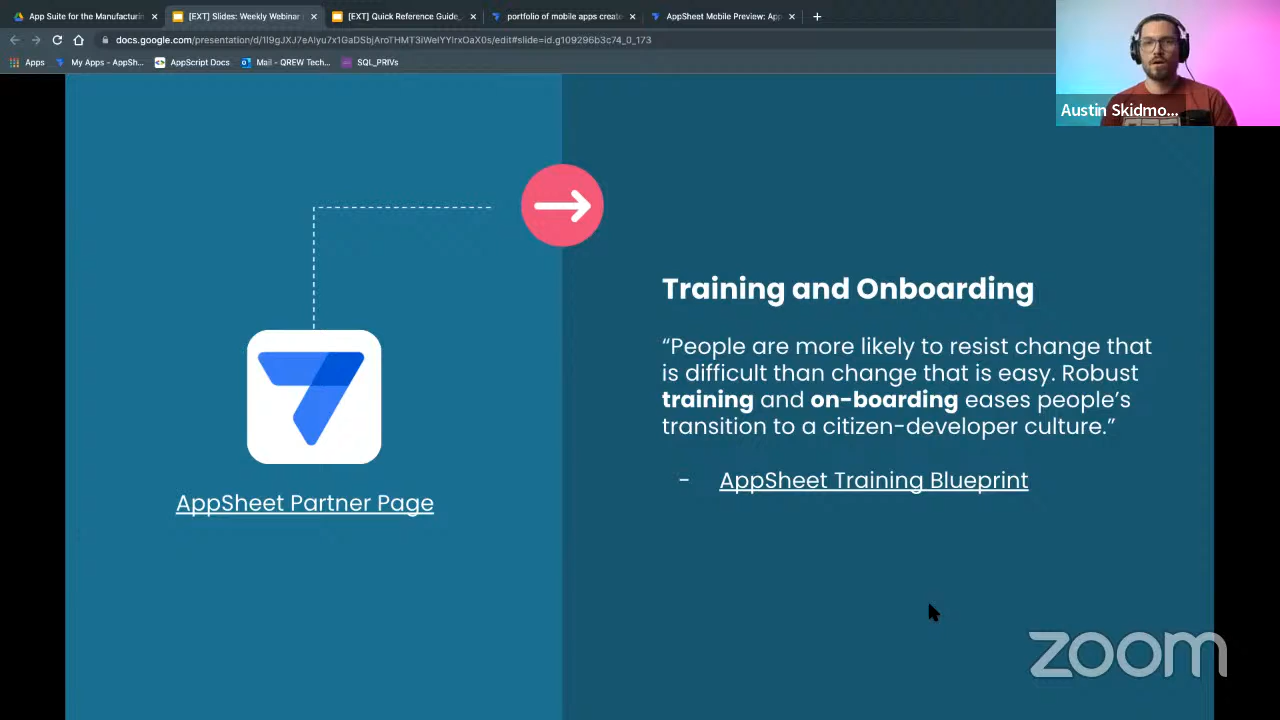 App Suite for the Manufacturin
[EXT] Slides: Weekly Webinar
[EXT] Quick Reference Guide,
portfolio of mobile apps create
AppSheet Mobile Preview: App
docs.google.com/presentation/d/1I9gJXJ7eAlyu7x1GaDSbjAroTHMT3iWeIYYIrxOaX0s/edit#slide=id.g109296b3c74_0_173
Apps
My Apps - AppSh...
AppScript Docs
Mail - QREW Tech...
SQL_PRIVs
Austin Skidmo...
Training and Onboarding
“People are more likely to resist change that
is difficult than change that is easy. Robust
training and on-boarding eases people’s
transition to a citizen-developer culture.”
- AppSheet Training Blueprint
AppSheet Partner Page
zoom